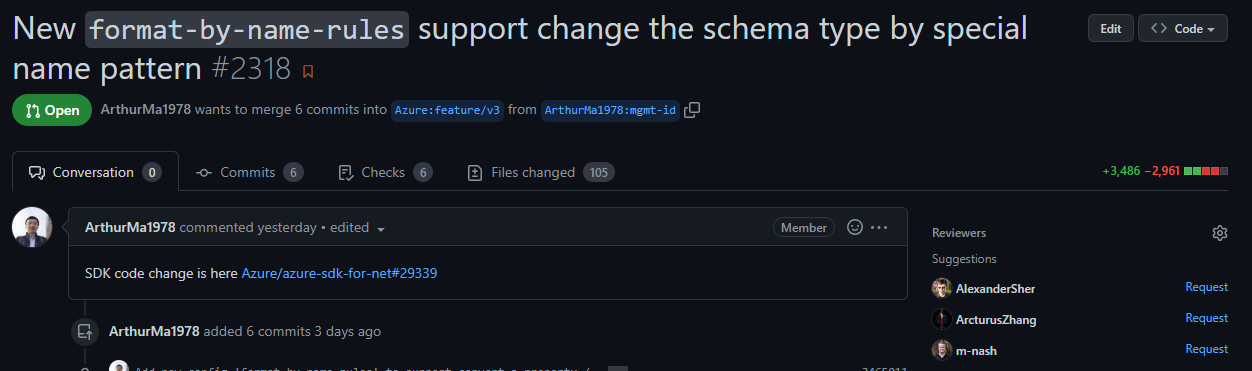 New format-by-name-rules support change the schema type by special
name pattern #2318
Edit
<> Code
Open
ArthurMa1978 wants to merge 6 commits into Azure:feature/v3 from ArthurMa1978:mgmt-id
Conversation 0
Commits 6
Checks 6
Files changed 105
+3,486 −2,961
ArthurMa1978 commented yesterday • edited
Member
SDK code change is here Azure/azure-sdk-for-net#29339
ArthurMa1978 added 6 commits 3 days ago
Reviewers
Suggestions
AlexanderSher Request
ArcturusZhang Request
m-nash Request